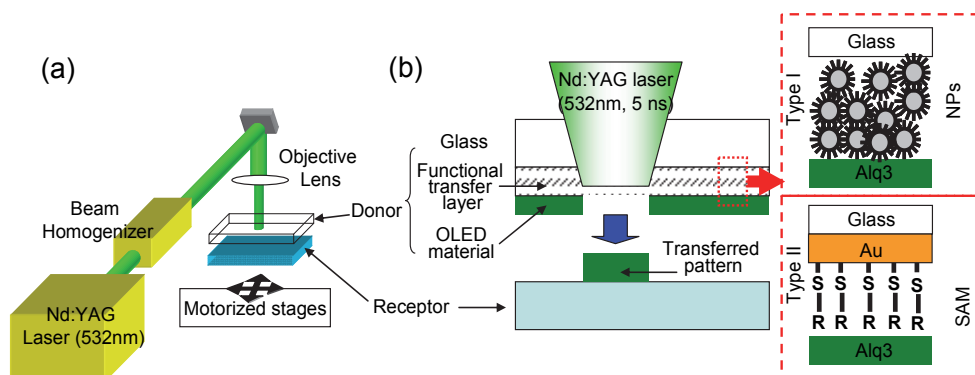 (a)
Objective
Lens
Beam
Homogenizer
Donor
Motorized stages
Receptor
Nd:YAG
Laser (532nm)
(b)
Nd:YAG laser
(532nm, 5 ns)
Glass
Functional
transfer
layer
OLED
material
Transferred
pattern
Type I
Glass
NPs
Alq3
Type II
Glass
Au
S S S S S
R R R R R
SAM
Alq3